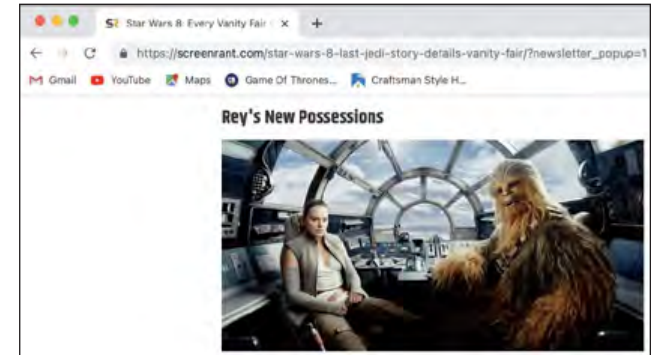 Star Wars 8: Every Vanity Fair
https://screenrant.com/star-wars-8-last-jedi-story-details-vanity-fair/?newsletter_popup=1
Gmail YouTube Maps Game Of Thrones... Craftsman Style H...
Rey's New Possessions